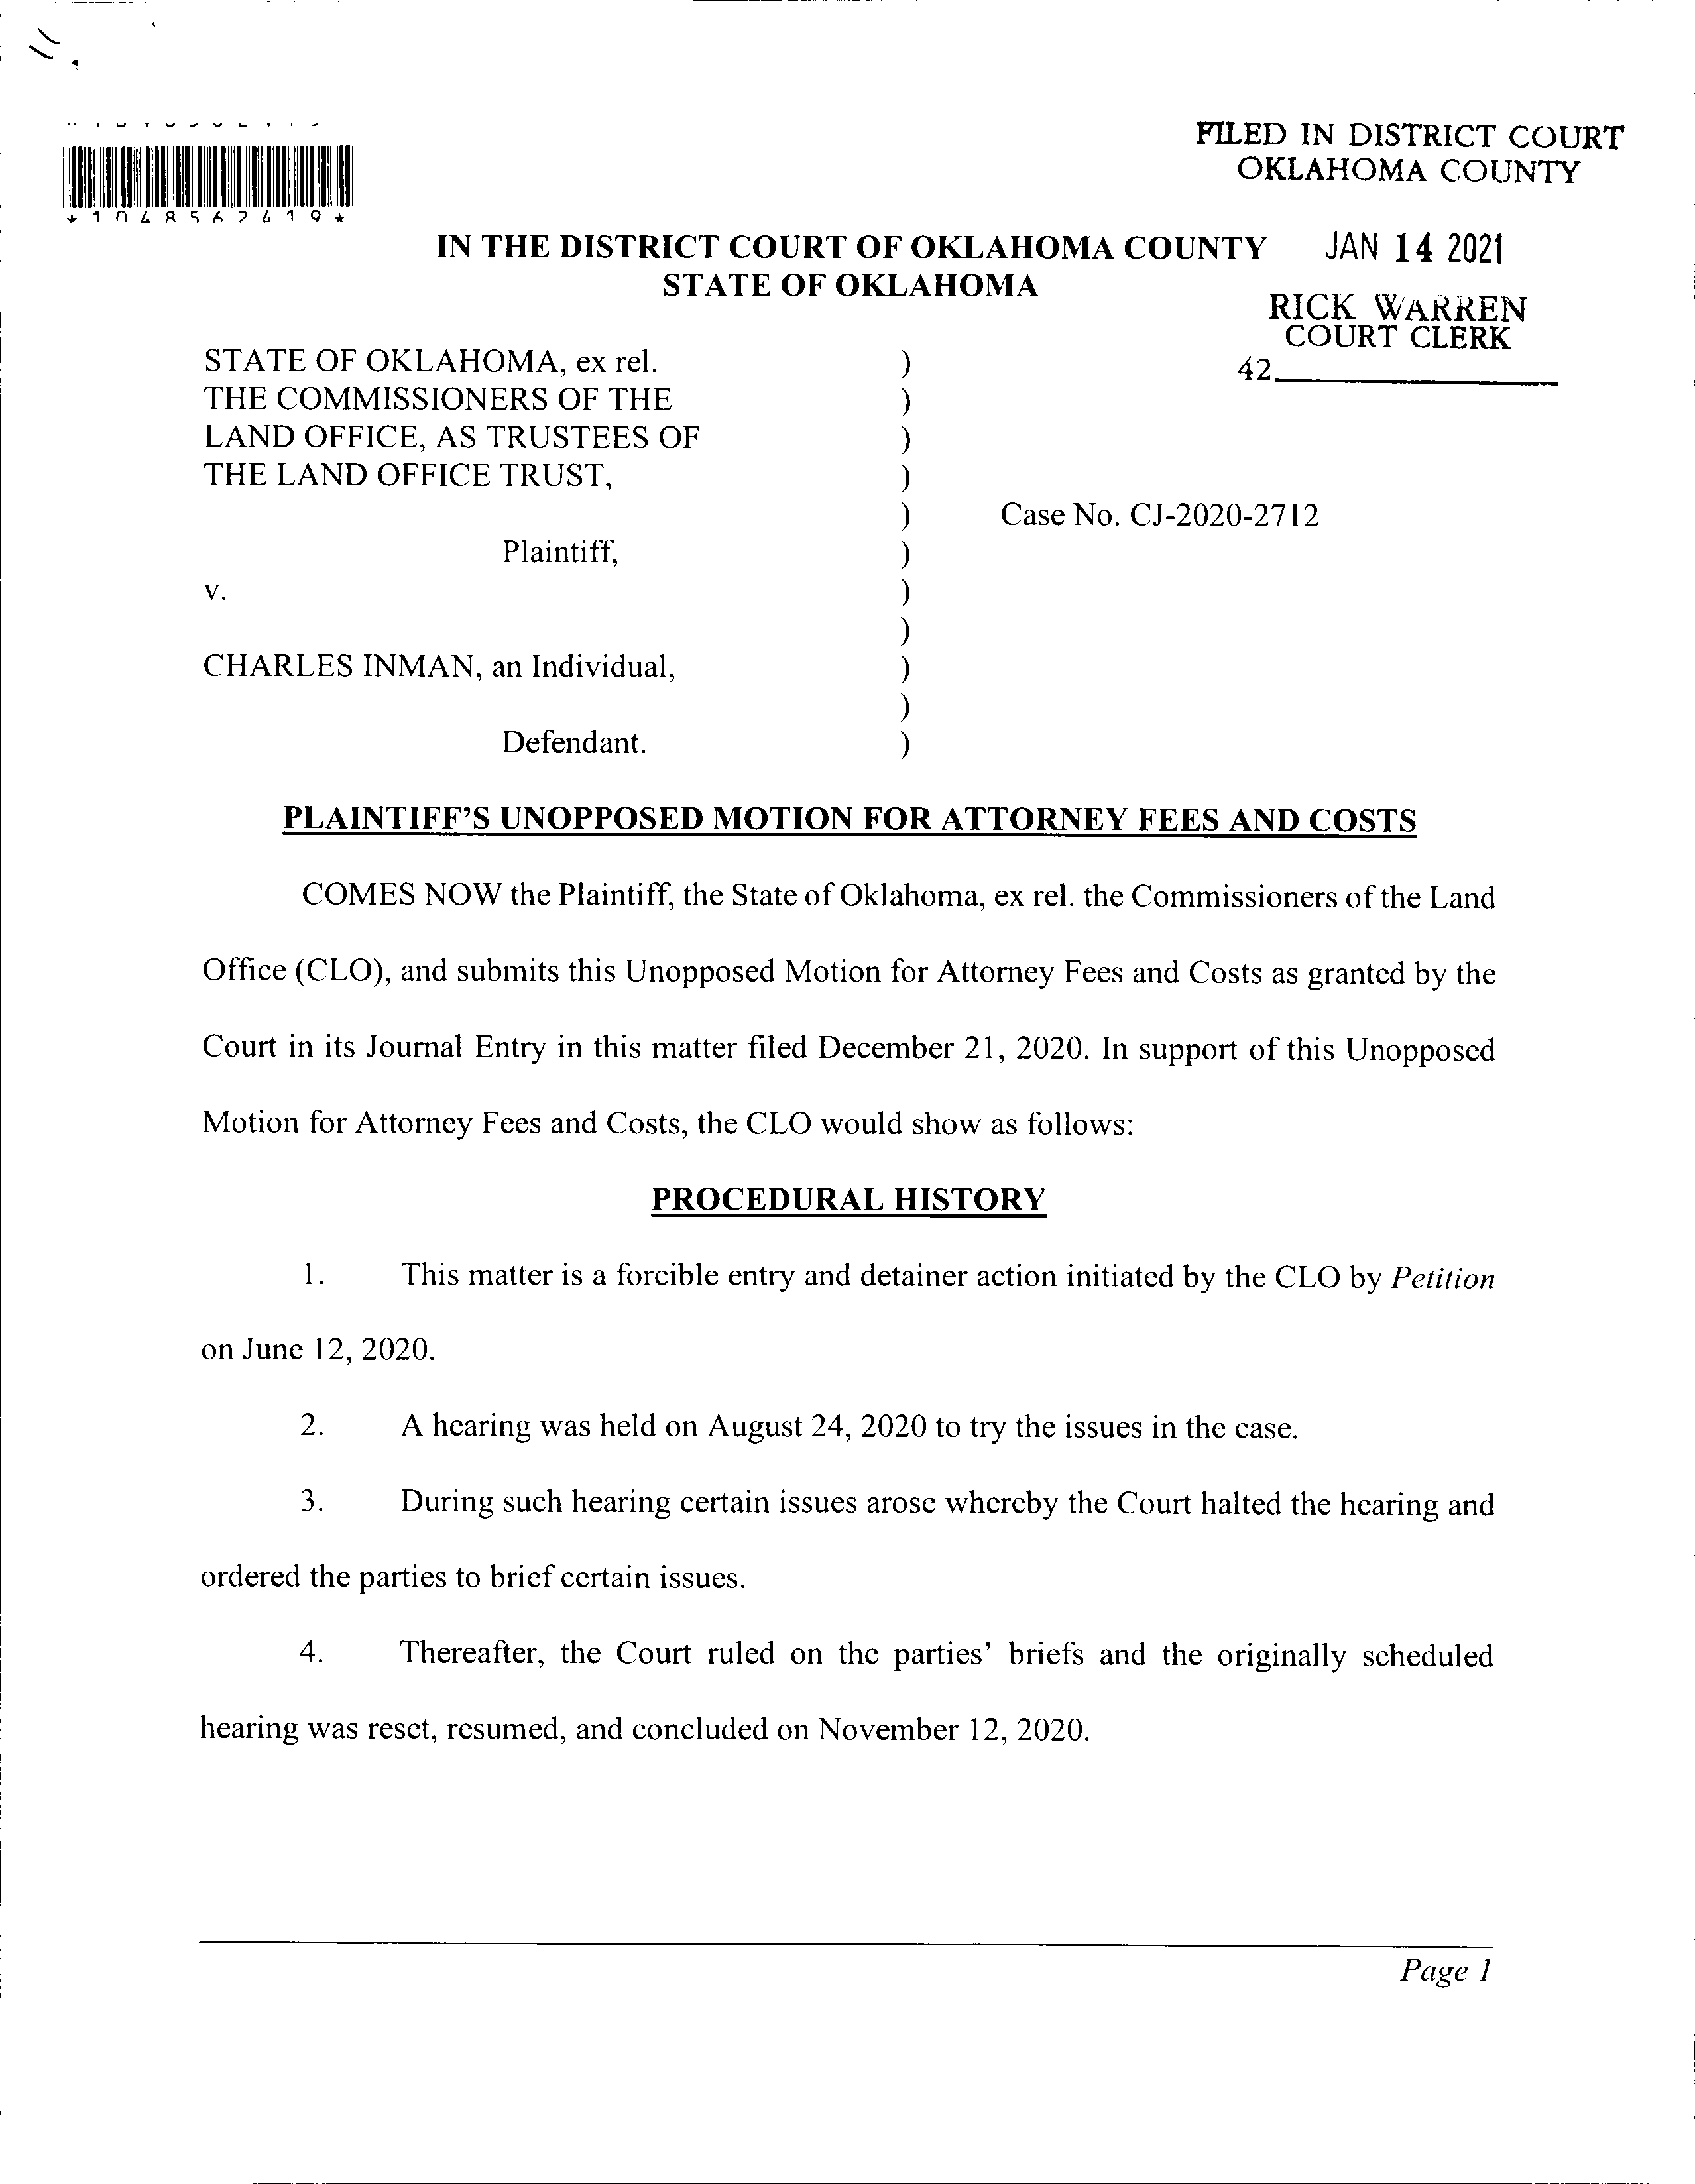 FILED IN DISTRICT COURT
OKLAHOMA COUNTY
*1048562419*
IN THE DISTRICT COURT OF OKLAHOMA COUNTY
JAN 14 2021
STATE OF OKLAHOMA
RICK WARREN
COURT CLERK
42
STATE OF OKLAHOMA, ex rel. )
THE COMMISSIONERS OF THE )
LAND OFFICE, AS TRUSTEES OF )
THE LAND OFFICE TRUST, )
) Case No. CJ-2020-2712
Plaintiff, )
v. )
)
CHARLES INMAN, an Individual, )
)
Defendant. )
PLAINTIFF'S UNOPPOSED MOTION FOR ATTORNEY FEES AND COSTS
COMES NOW the Plaintiff, the State of Oklahoma, ex rel. the Commissioners of the Land
Office (CLO), and submits this Unopposed Motion for Attorney Fees and Costs as granted by the
Court in its Journal Entry in this matter filed December 21, 2020. In support of this Unopposed
Motion for Attorney Fees and Costs, the CLO would show as follows:
PROCEDURAL HISTORY
1. This matter is a forcible entry and detainer action initiated by the CLO by Petition
on June 12, 2020.
2. A hearing was held on August 24, 2020 to try the issues in the case.
3. During such hearing certain issues arose whereby the Court halted the hearing and
ordered the parties to brief certain issues.
4. Thereafter, the Court ruled on the parties' briefs and the originally scheduled
hearing was reset, resumed, and concluded on November 12, 2020.
Page 1